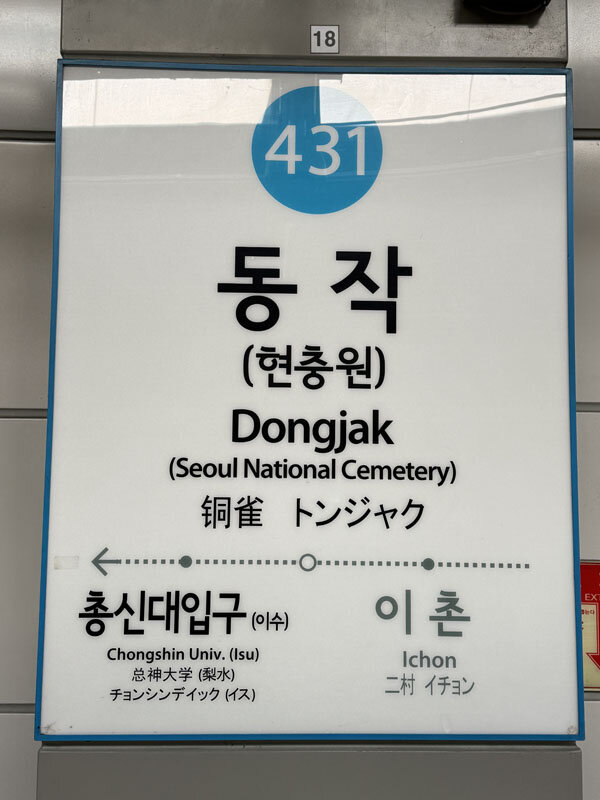 18
431
동작
(현충원)
Dongjak
(Seoul National Cemetery)
铜雀 トンジャク
총신대입구 (이수)
Chongshin Univ. (Isu)
总神大学 (梨水)
チョンシンデイック (イス)
이촌
Ichon
二村 イチョン
EXT